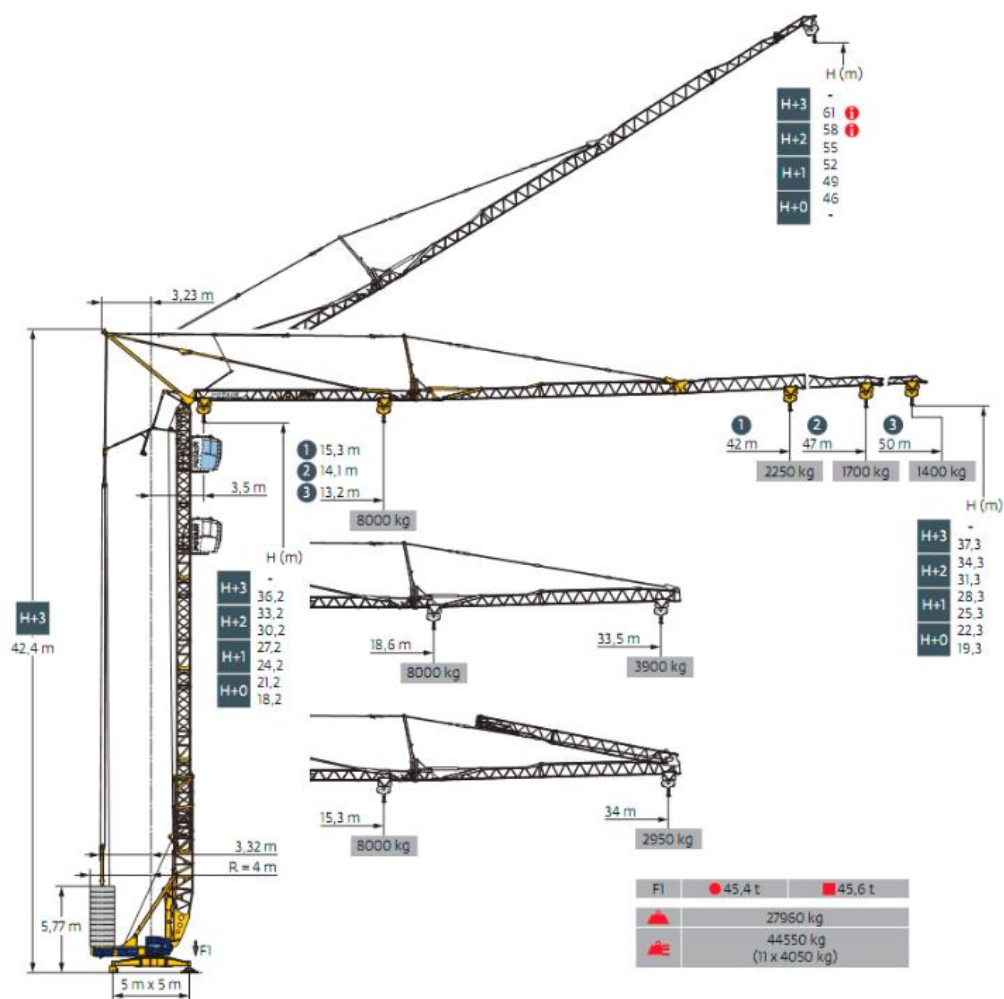 H (m)
H+3
-
61
58
H+2
55
52
H+1
49
46
H+0
-
3,23 m
POTAIN
1 15,3 m
2 14,1 m
3 13,2 m
8000 kg
3,5 m
1
42 m
2250 kg
2
47 m
1700 kg
3
50 m
1400 kg
H (m)
H+3
-
36,2
33,2
H+2
30,2
27,2
H+1
24,2
21,2
H+0
18,2
H (m)
H+3
-
37,3
34,3
H+2
31,3
28,3
H+1
25,3
22,3
H+0
19,3
H+3
42,4 m
18,6 m
8000 kg
33,5 m
3900 kg
15,3 m
8000 kg
34 m
2950 kg
3,32 m
R = 4 m
5,77 m
F1
5 m x 5 m
F1 45,4 t 45,6 t
27960 kg
44550 kg
(11 x 4050 kg)